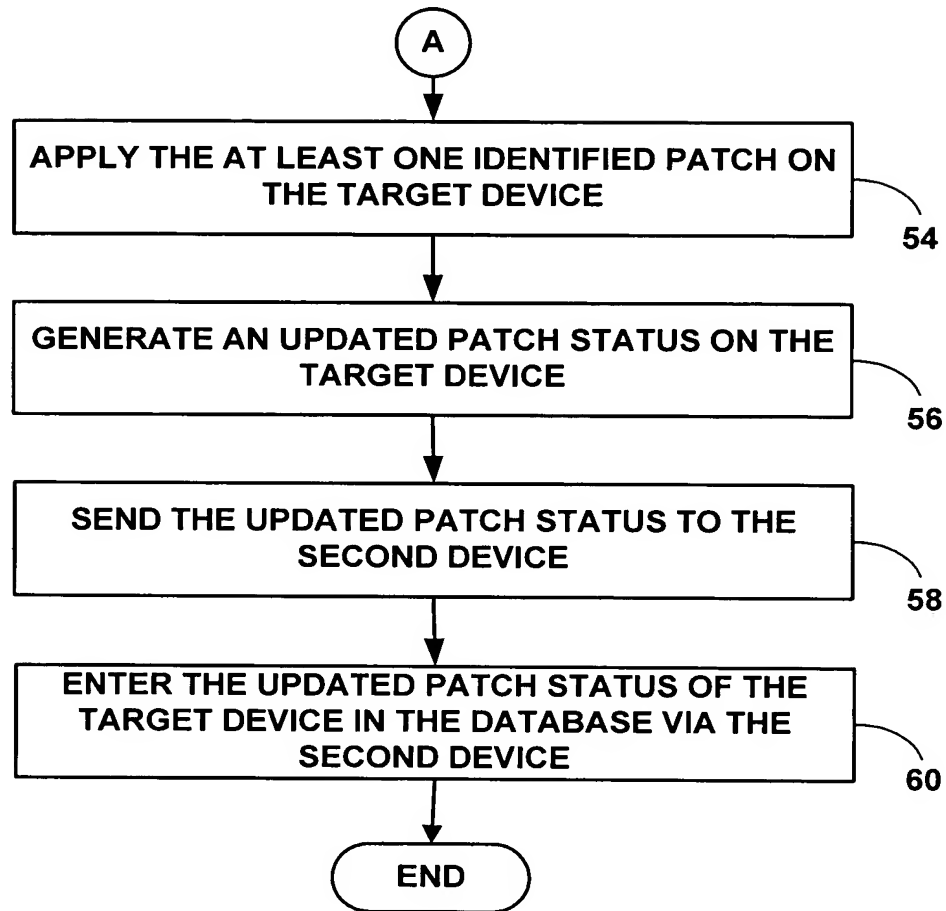 A
APPLY THE AT LEAST ONE IDENTIFIED PATCH ON
THE TARGET DEVICE
54
GENERATE AN UPDATED PATCH STATUS ON THE
TARGET DEVICE
56
SEND THE UPDATED PATCH STATUS TO THE
SECOND DEVICE
58
ENTER THE UPDATED PATCH STATUS OF THE
TARGET DEVICE IN THE DATABASE VIA THE
SECOND DEVICE
60
END